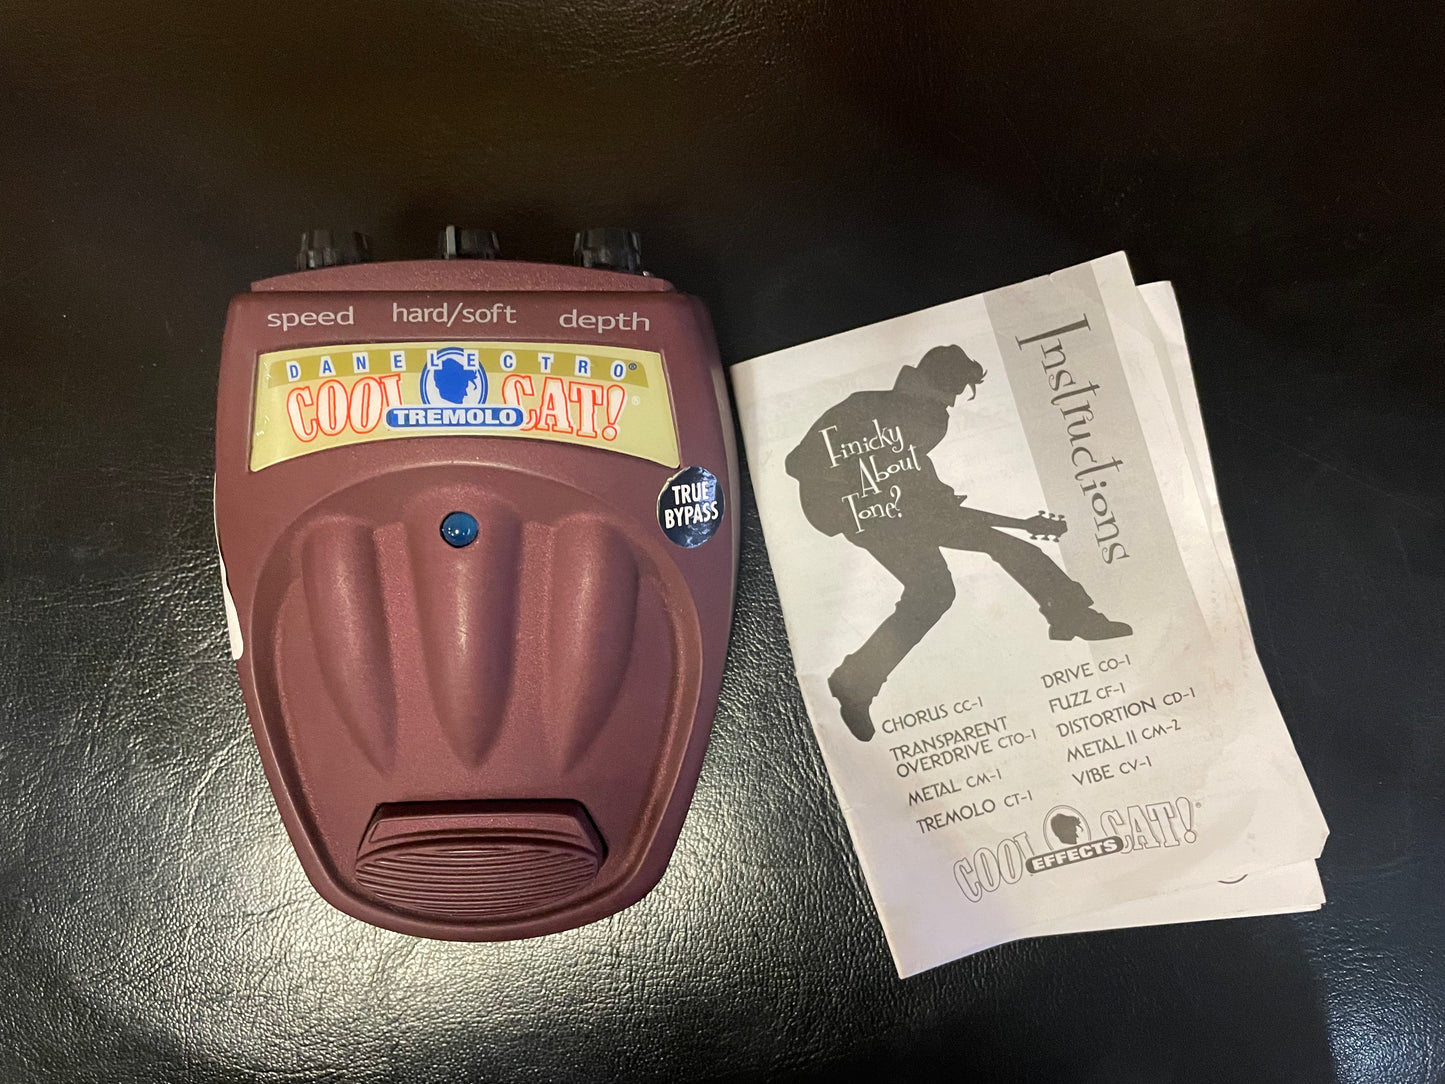 speed hard/soft depth
DANELECTRO®
COOL CAT!®
TREMOLO
TRUE
BYPASS
Instructions
Finicky
About
Tone?
CHORUS CC-1
TRANSPARENT
OVERDRIVE CTO-1
METAL CM-1
TREMOLO CT-1
DRIVE CO-1
FUZZ CF-1
DISTORTION CD-1
METAL II CM-2
VIBE CV-1
COOL CAT!®
EFFECTS